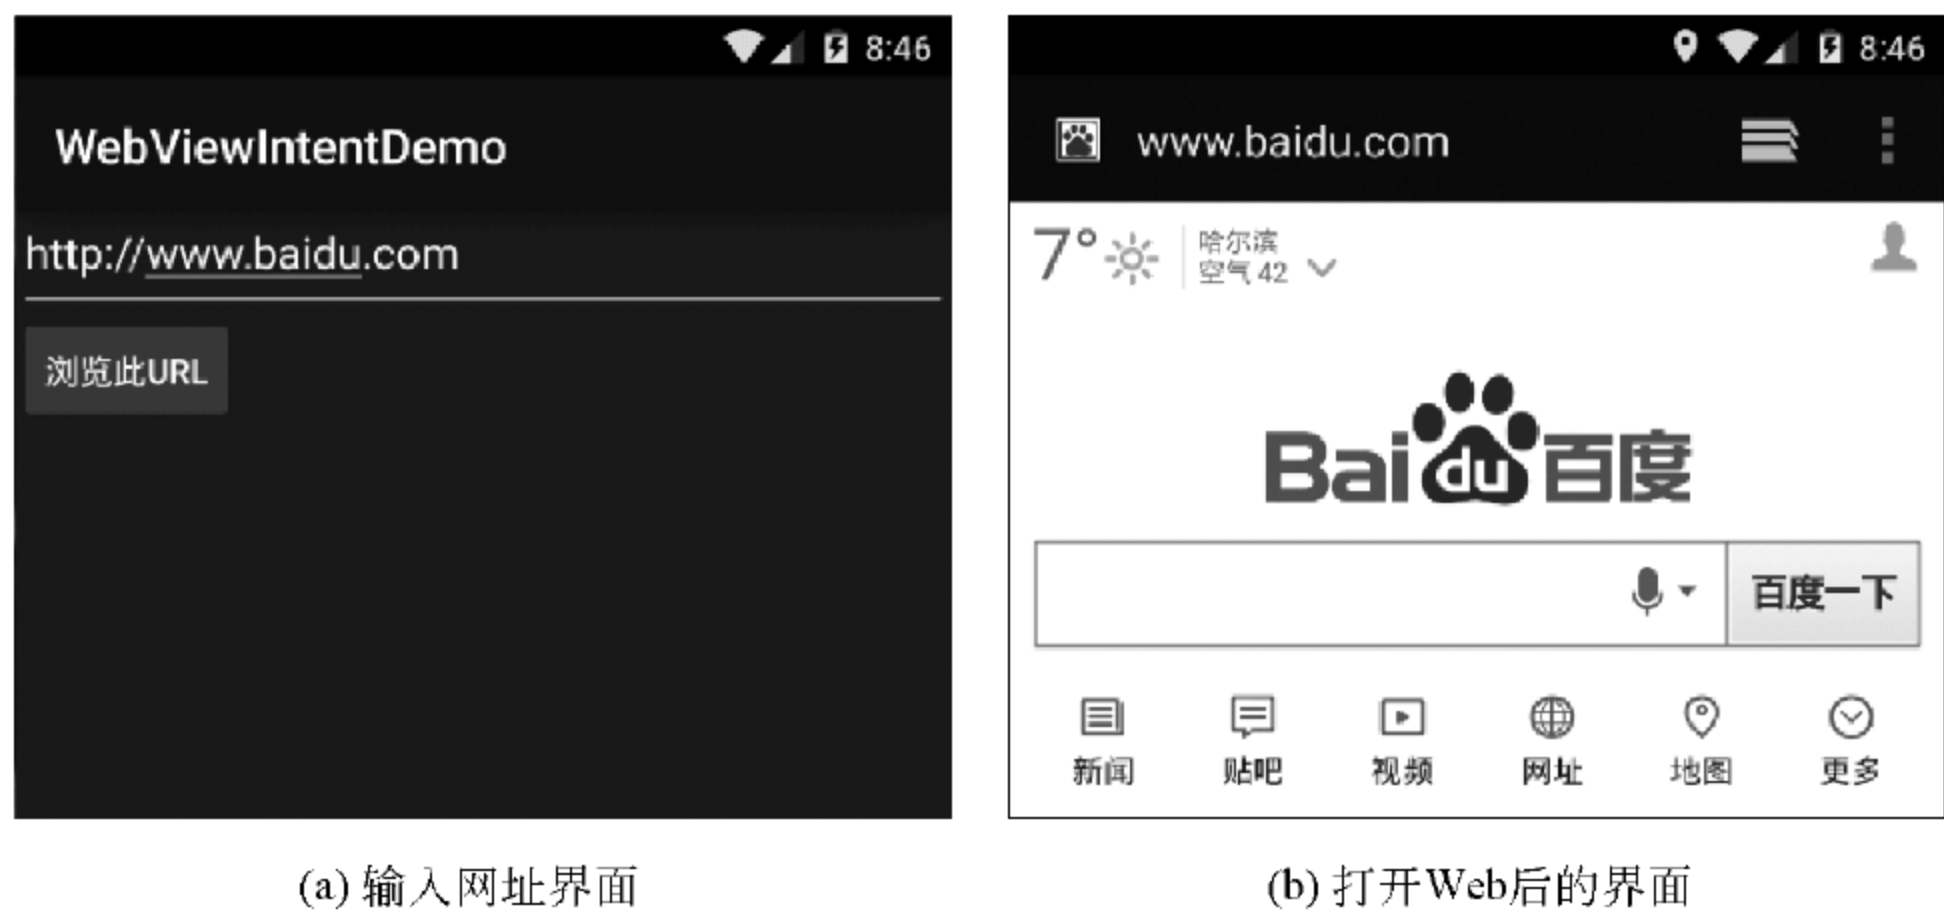 8:46
WebViewIntentDemo
http://www.baidu.com
浏览此URL
(a) 输入网址界面
8:46
www.baidu.com
7°
哈尔滨
空气 42
Bai du 百度
百度一下
新闻 贴吧 视频 网址 地图 更多
(b) 打开Web后的界面